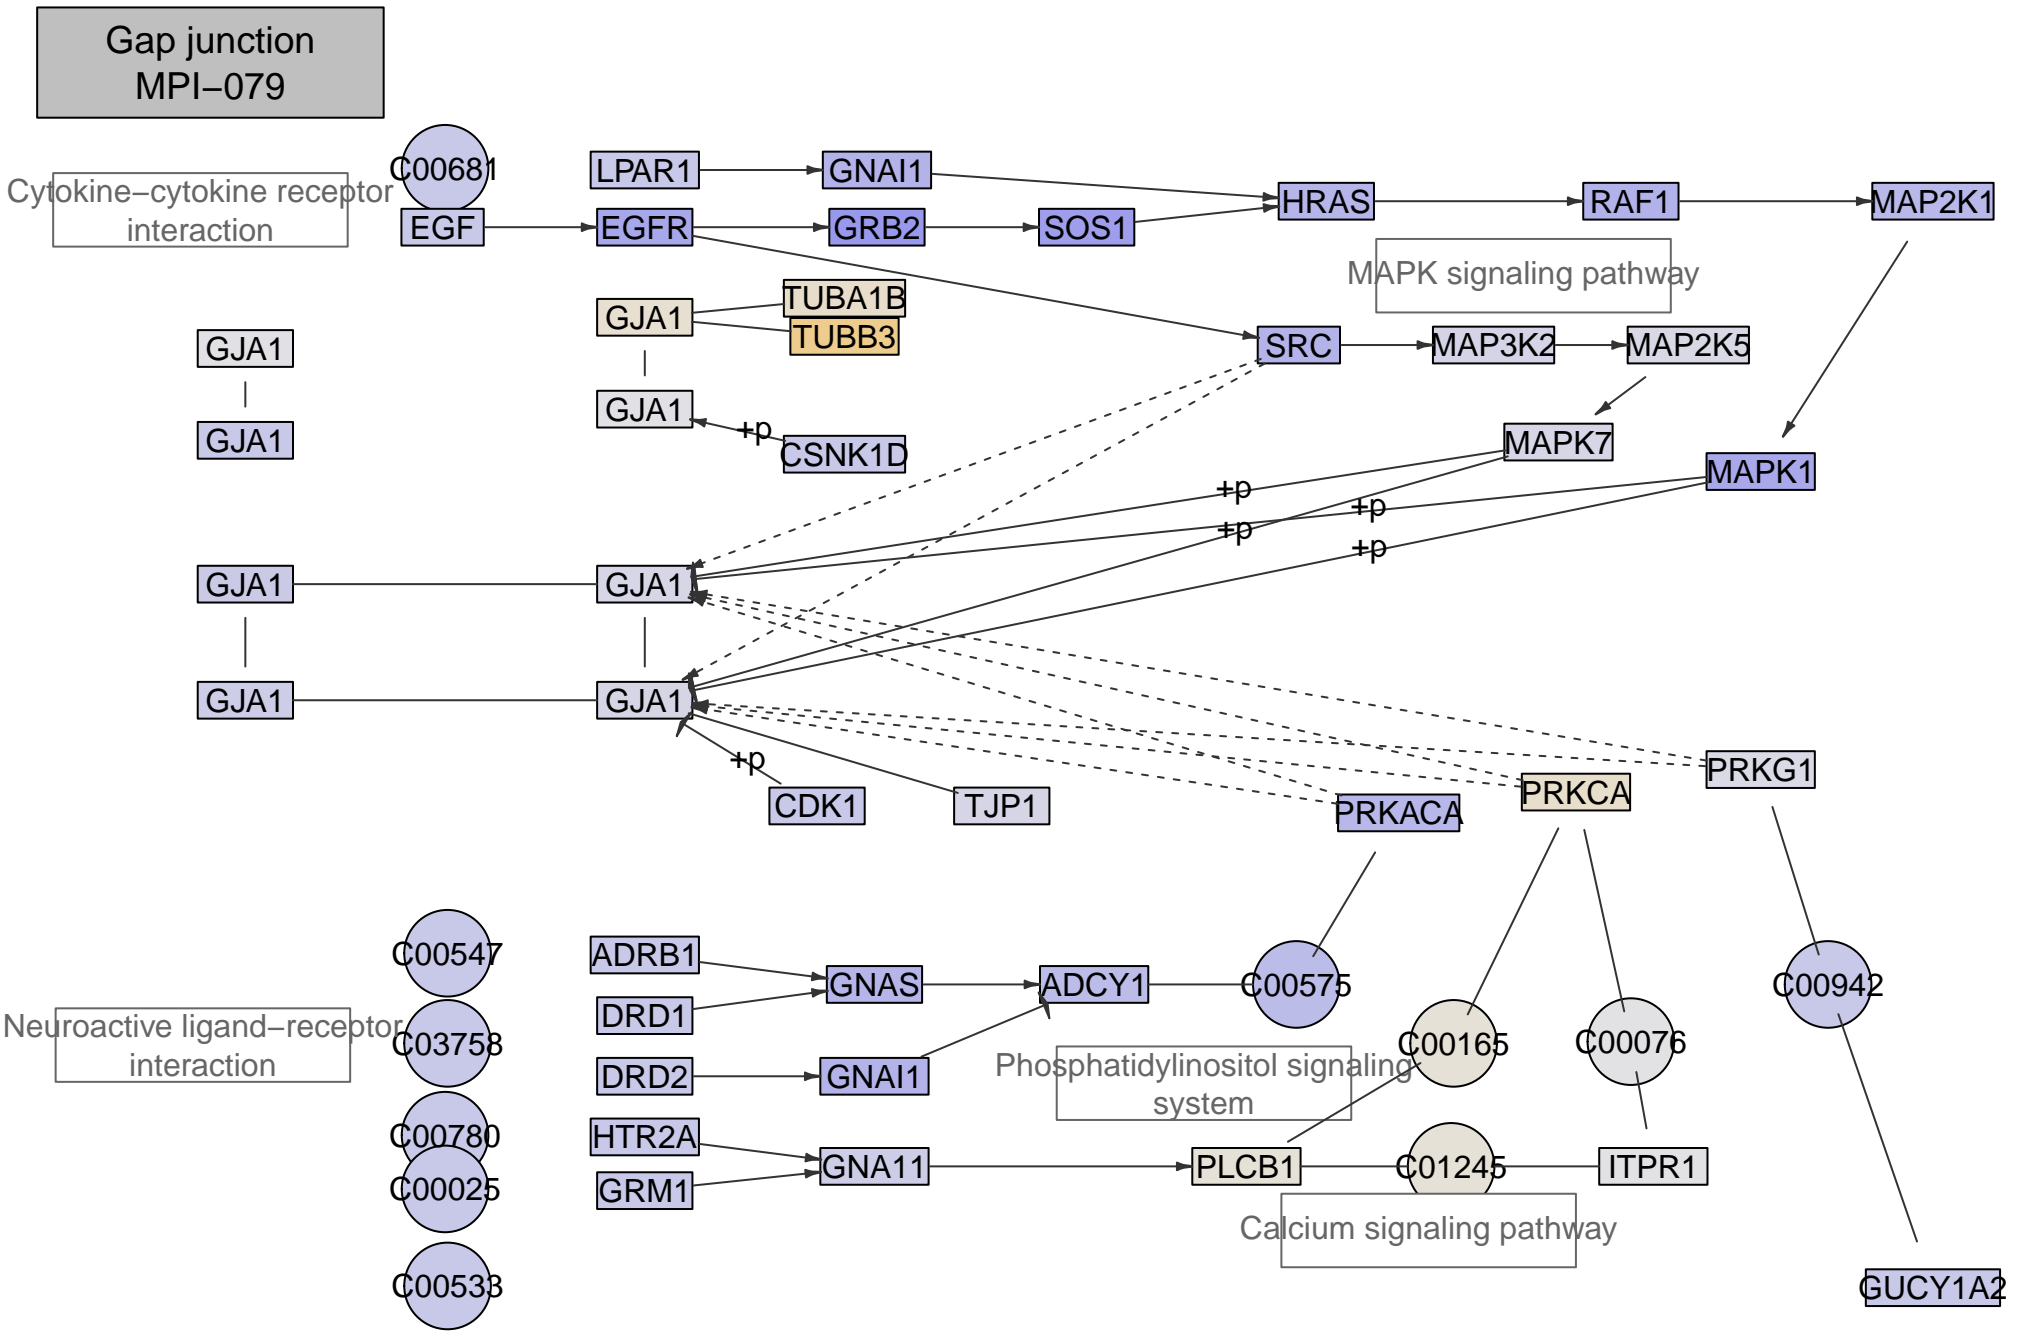 Gap junction
MPI−079
C00681
LPAR1
GNAI1
Cytokine−cytokine receptor
interaction
HRAS
RAF1
MAP2K1
EGF
EGFR
GRB2
SOS1
MAPK signaling pathway
TUBA1B
GJA1
TUBB3
GJA1
SRC
MAP3K2
MAP2K5
GJA1
+p
GJA1
CSNK1D
MAPK7
MAPK1
+p
+p
+p
+p
GJA1
GJA1
GJA1
GJA1
+p
PRKG1
CDK1
TJP1
PRKACA
PRKCA
C00547
ADRB1
GNAS
ADCY1
C00575
C00942
DRD1
Neuroactive ligand−receptor
interaction
C03758
C00165
C00076
DRD2
GNAI1
Phosphatidylinositol signaling
system
C00780
HTR2A
GNA11
PLCB1
C01245
ITPR1
C00025
GRM1
Calcium signaling pathway
C00533
GUCY1A2